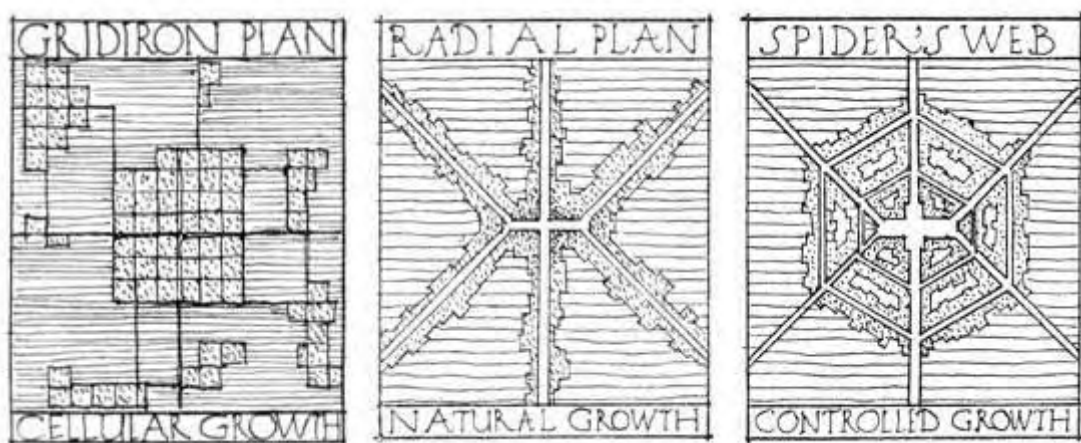 GRIDIRON PLAN
CELLULAR GROWTH
RADIAL PLAN
NATURAL GROWTH
SPIDER'S WEB
CONTROLLED GROWTH